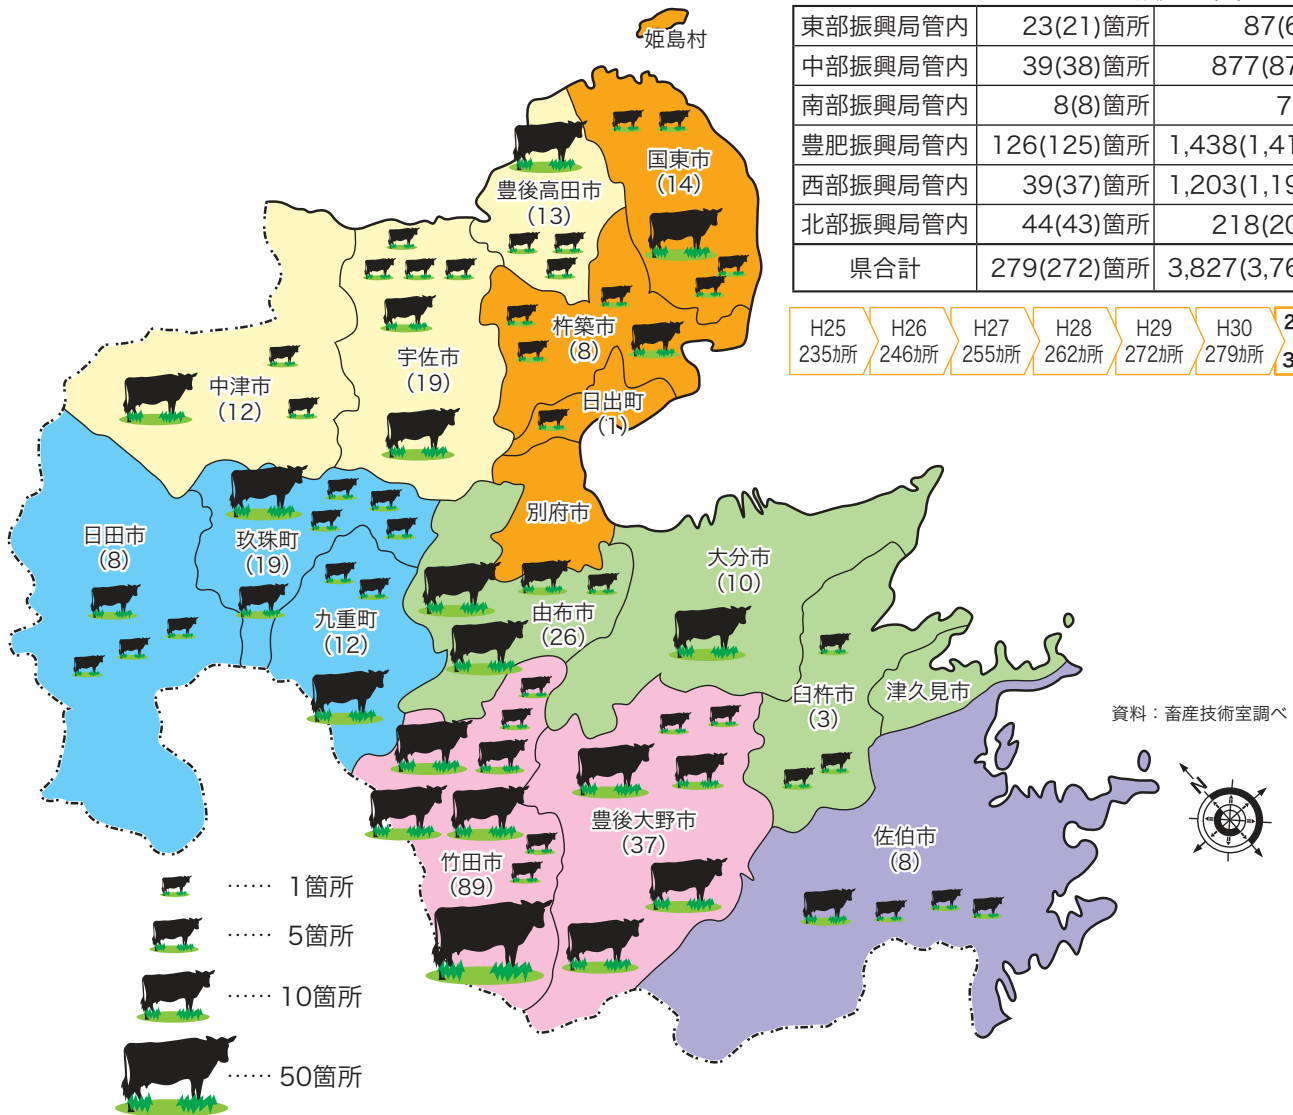 姫島村
東部振興局管内 23(21)箇所 87(6
中部振興局管内 39(38)箇所 877(87
南部振興局管内 8(8)箇所 7
豊肥振興局管内 126(125)箇所 1,438(1,41
西部振興局管内 39(37)箇所 1,203(1,19
北部振興局管内 44(43)箇所 218(20
県合計 279(272)箇所 3,827(3,76
H25 H26 H27 H28 H29 H30 2
235カ所 246カ所 255カ所 262カ所 272カ所 279カ所 3
国東市
(14)
豊後高田市
(13)
杵築市
(8)
宇佐市
(19)
中津市
(12)
日出町
(1)
別府市
日田市
(8)
玖珠町
(19)
九重町
(12)
由布市
(26)
大分市
(10)
臼杵市
(3)
津久見市
竹田市
(89)
豊後大野市
(37)
佐伯市
(8)
資料：畜産技術室調べ
N
…… 1箇所
…… 5箇所
…… 10箇所
…… 50箇所